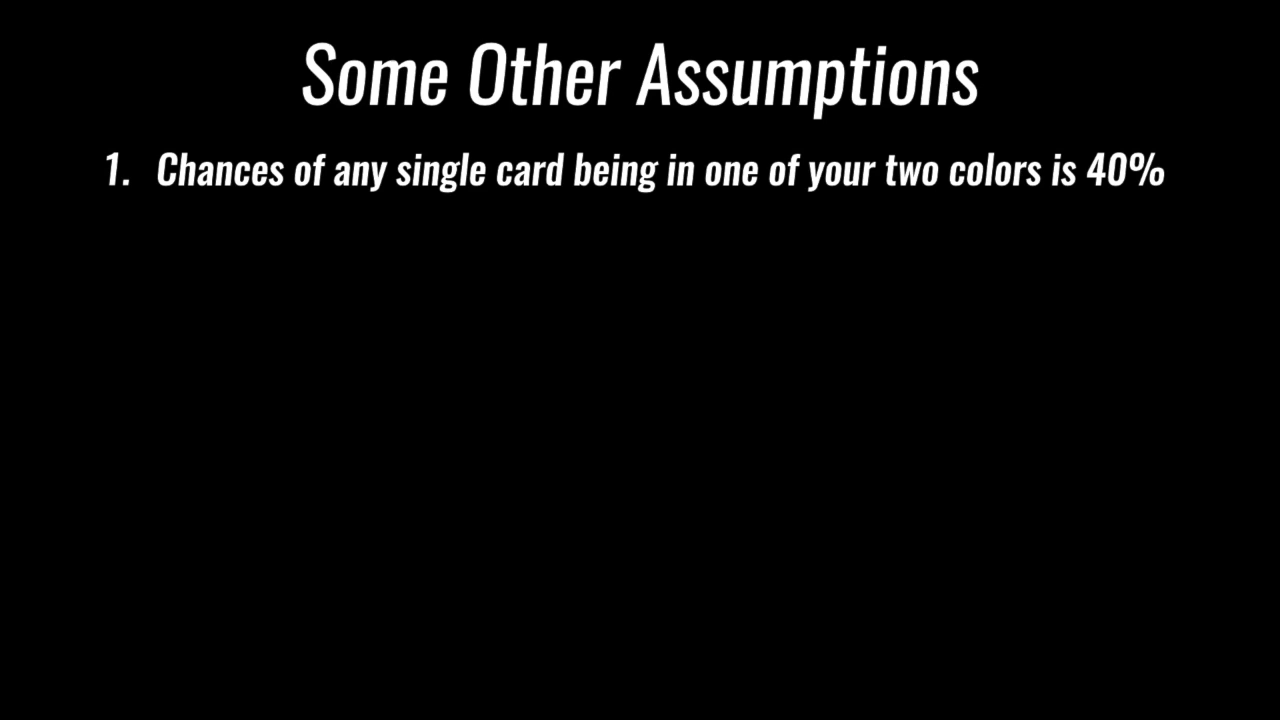 Some Other Assumptions
1. Chances of any single card being in one of your two colors is 40%